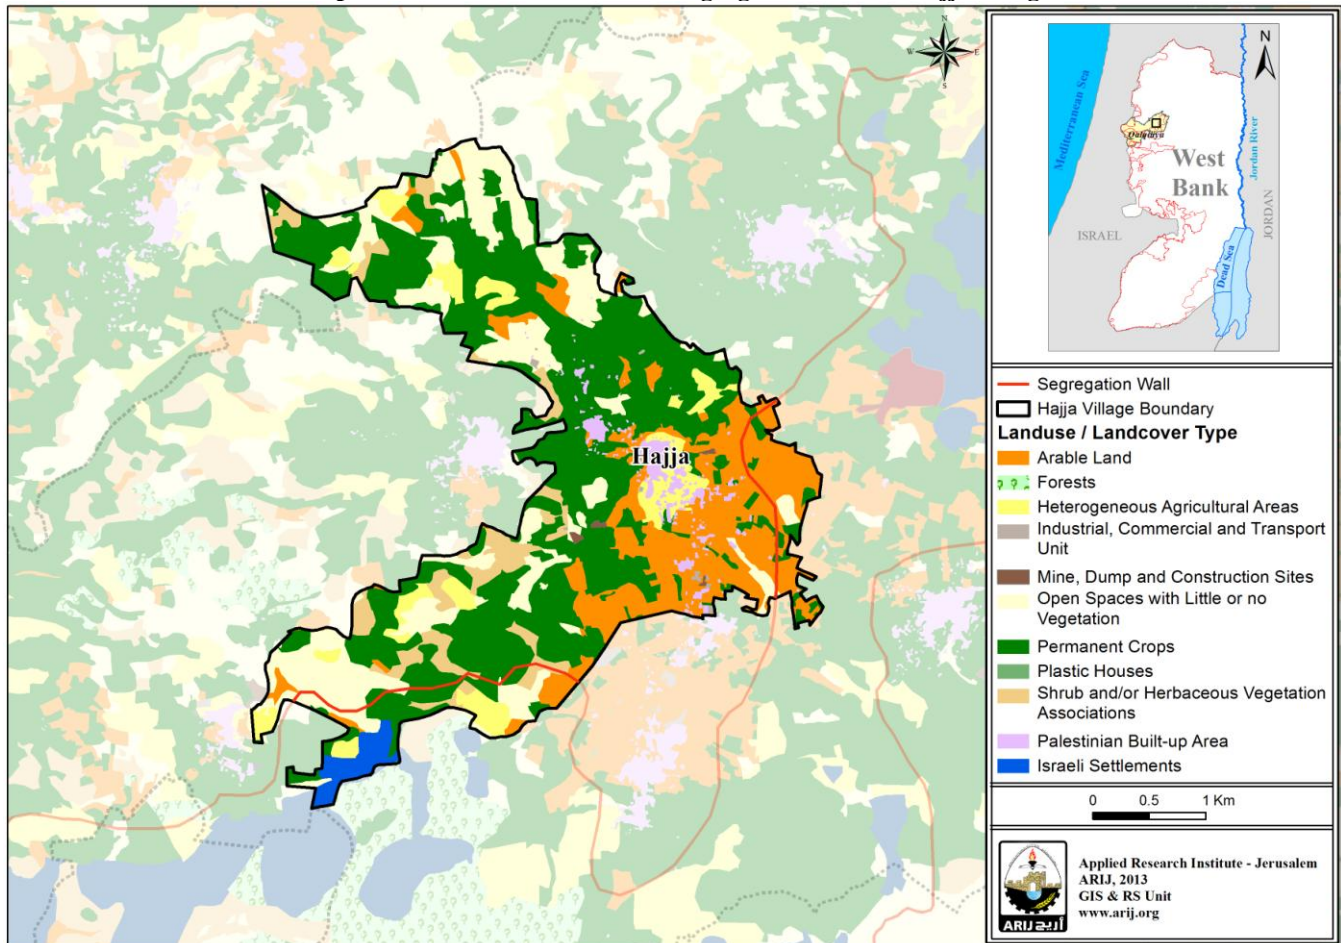 N
W
E
S
Hajja
N
Mediterranean Sea
Qalqiliya
West
Bank
Jordan River
ISRAEL
JORDAN
Dead Sea
Segregation Wall
Hajja Village Boundary
Landuse / Landcover Type
Arable Land
Forests
Heterogeneous Agricultural Areas
Industrial, Commercial and Transport
Unit
Mine, Dump and Construction Sites
Open Spaces with Little or no
Vegetation
Permanent Crops
Plastic Houses
Shrub and/or Herbaceous Vegetation
Associations
Palestinian Built-up Area
Israeli Settlements
0 0.5 1 Km
Applied Research Institute - Jerusalem
ARIJ, 2013
GIS & RS Unit
www.arij.org
ARIJ أريج